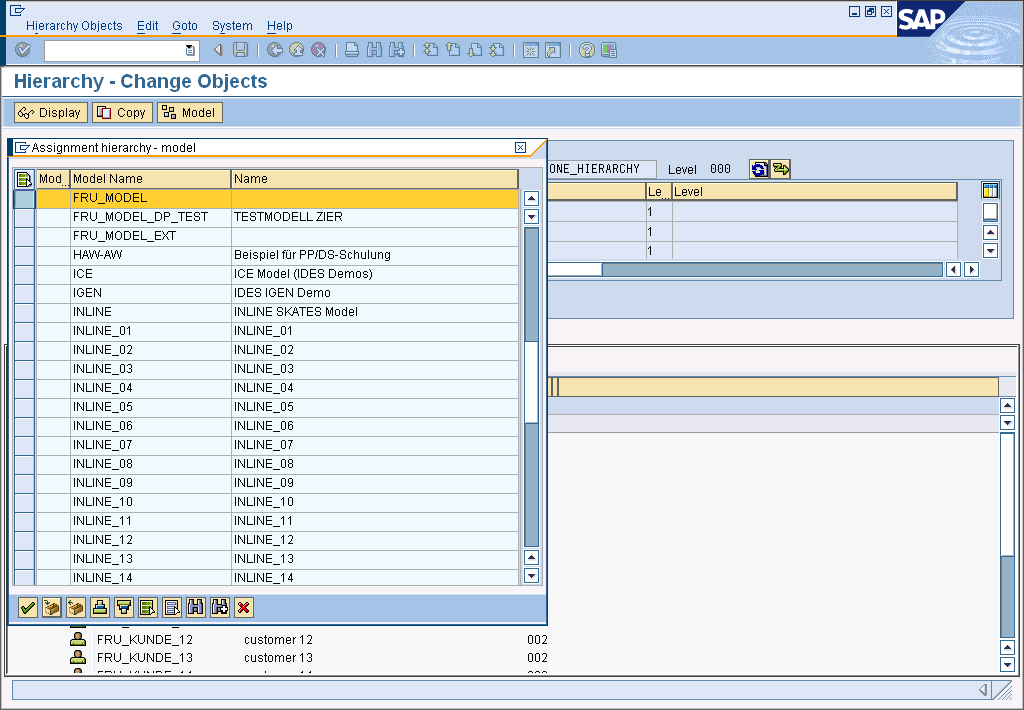 Hierarchy Objects Edit Goto System Help
SAP
Hierarchy - Change Objects
Display Copy Model
Assignment hierarchy - model
Mod.. Model Name Name
FRU_MODEL
FRU_MODEL_DP_TEST TESTMODELL ZIER
FRU_MODEL_EXT
HAW-AW Beispiel für PP/DS-Schulung
ICE ICE Model (IDES Demos)
IGEN IDES IGEN Demo
INLINE INLINE SKATES Model
INLINE_01 INLINE_01
INLINE_02 INLINE_02
INLINE_03 INLINE_03
INLINE_04 INLINE_04
INLINE_05 INLINE_05
INLINE_06 INLINE_06
INLINE_07 INLINE_07
INLINE_08 INLINE_08
INLINE_09 INLINE_09
INLINE_10 INLINE_10
INLINE_11 INLINE_11
INLINE_12 INLINE_12
INLINE_13 INLINE_13
INLINE_14 INLINE_14
ONE_HIERARCHY Level 000
Le... Level
1
1
1
FRU_KUNDE_12 customer 12 002
FRU_KUNDE_13 customer 13 002